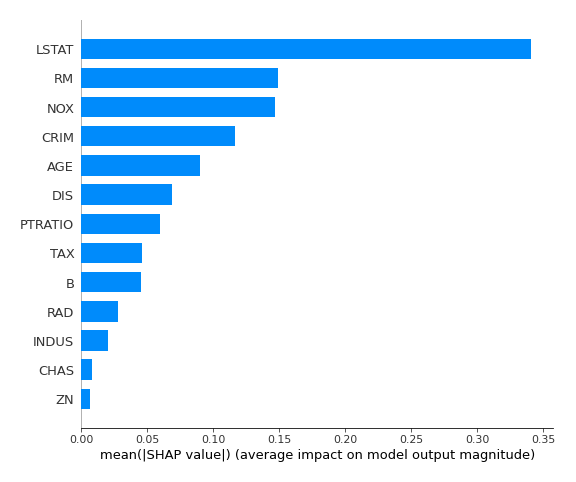 LSTAT
RM
NOX
CRIM
AGE
DIS
PTRATIO
TAX
B
RAD
INDUS
CHAS
ZN
0.00 0.05 0.10 0.15 0.20 0.25 0.30 0.35
mean(|SHAP value|) (average impact on model output magnitude)